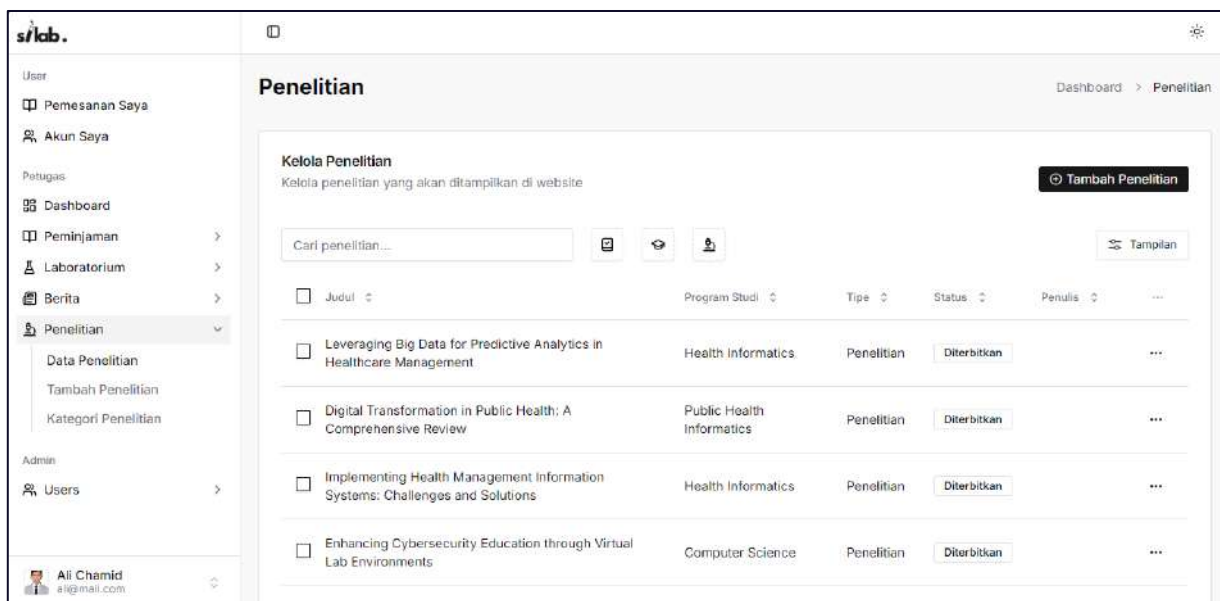 silab.
User
Pemesanan Saya
Akun Saya
Petugas
Dashboard
Peminjaman
Laboratorium
Berita
Penelitian
Data Penelitian
Tambah Penelitian
Kategori Penelitian
Admin
Users
Ali Chamid
ali@mali.com
Penelitian
Dashboard > Penelitian
Kelola Penelitian
Kelola penelitian yang akan ditampilkan di website
Tambah Penelitian
Cari penelitian...
Tampilan
Judul Program Studi Tipe Status Penulis ...
Leveraging Big Data for Predictive Analytics in
Healthcare Management
Health Informatics Penelitian Diterbitkan ...
Digital Transformation in Public Health: A
Comprehensive Review
Public Health
Informatics
Penelitian Diterbitkan ...
Implementing Health Management Information
Systems: Challenges and Solutions
Health Informatics Penelitian Diterbitkan ...
Enhancing Cybersecurity Education through Virtual
Lab Environments
Computer Science Penelitian Diterbitkan ...